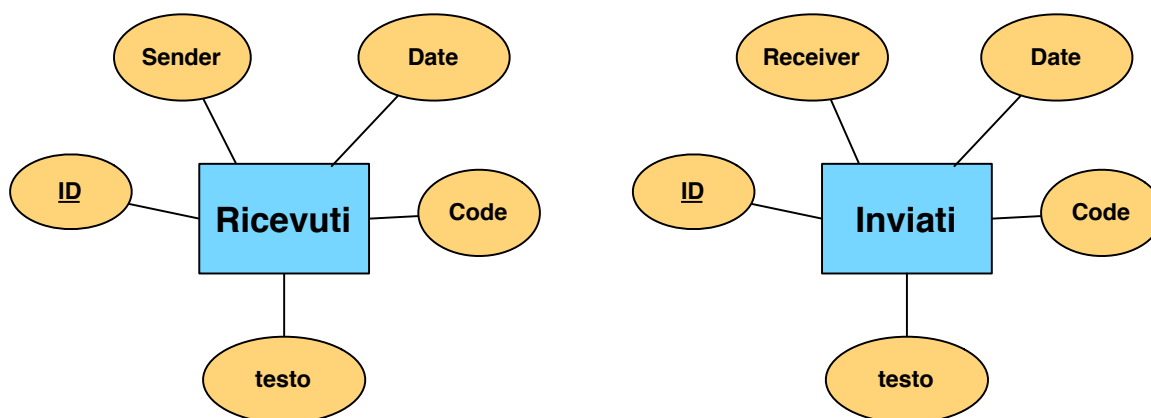 Sender
Date
ID
Ricevuti
Code
testo
Receiver
Date
ID
Inviati
Code
testo